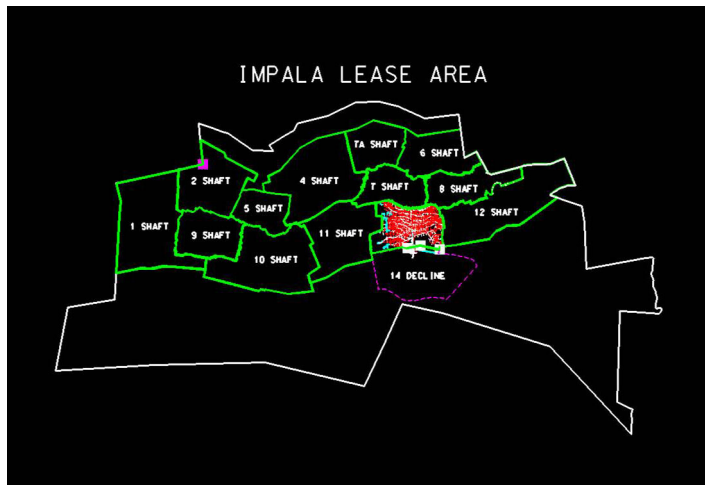 IMPALA LEASE AREA
TA SHAFT
6 SHAFT
2 SHAFT
4 SHAFT
7 SHAFT
8 SHAFT
5 SHAFT
12 SHAFT
1 SHAFT
9 SHAFT
11 SHAFT
10 SHAFT
14 DECLINE